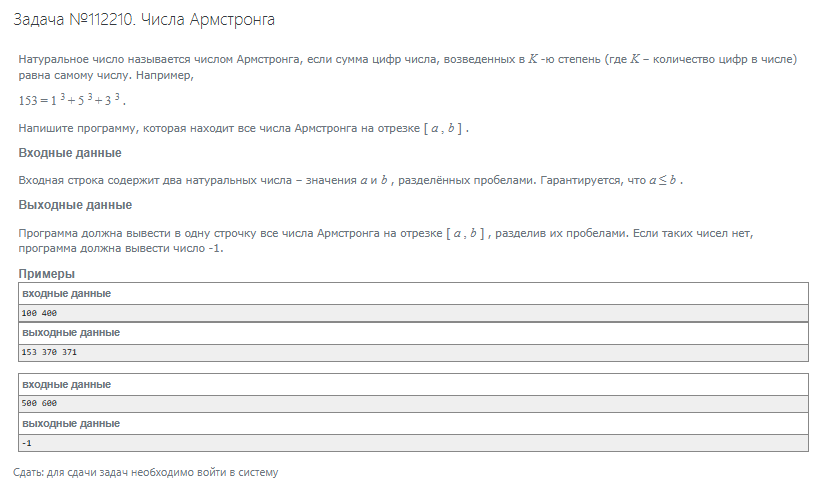 Задача №112210. Числа Армстронга
Натуральное число называется числом Армстронга, если сумма цифр числа, возведенных в K -ю степень (где K – количество цифр в числе)
равна самому числу. Например,
153 = 1 ³ + 5 ³ + 3 ³ .
Напишите программу, которая находит все числа Армстронга на отрезке [ a , b ] .
Входные данные
Входная строка содержит два натуральных числа – значения a и b , разделённых пробелами. Гарантируется, что a ≤ b .
Выходные данные
Программа должна вывести в одну строчку все числа Армстронга на отрезке [ a , b ] , разделив их пробелами. Если таких чисел нет,
программа должна вывести число -1.
Примеры
входные данные
100 400
выходные данные
153 370 371
входные данные
500 600
выходные данные
-1
Сдать: для сдачи задач необходимо войти в систему